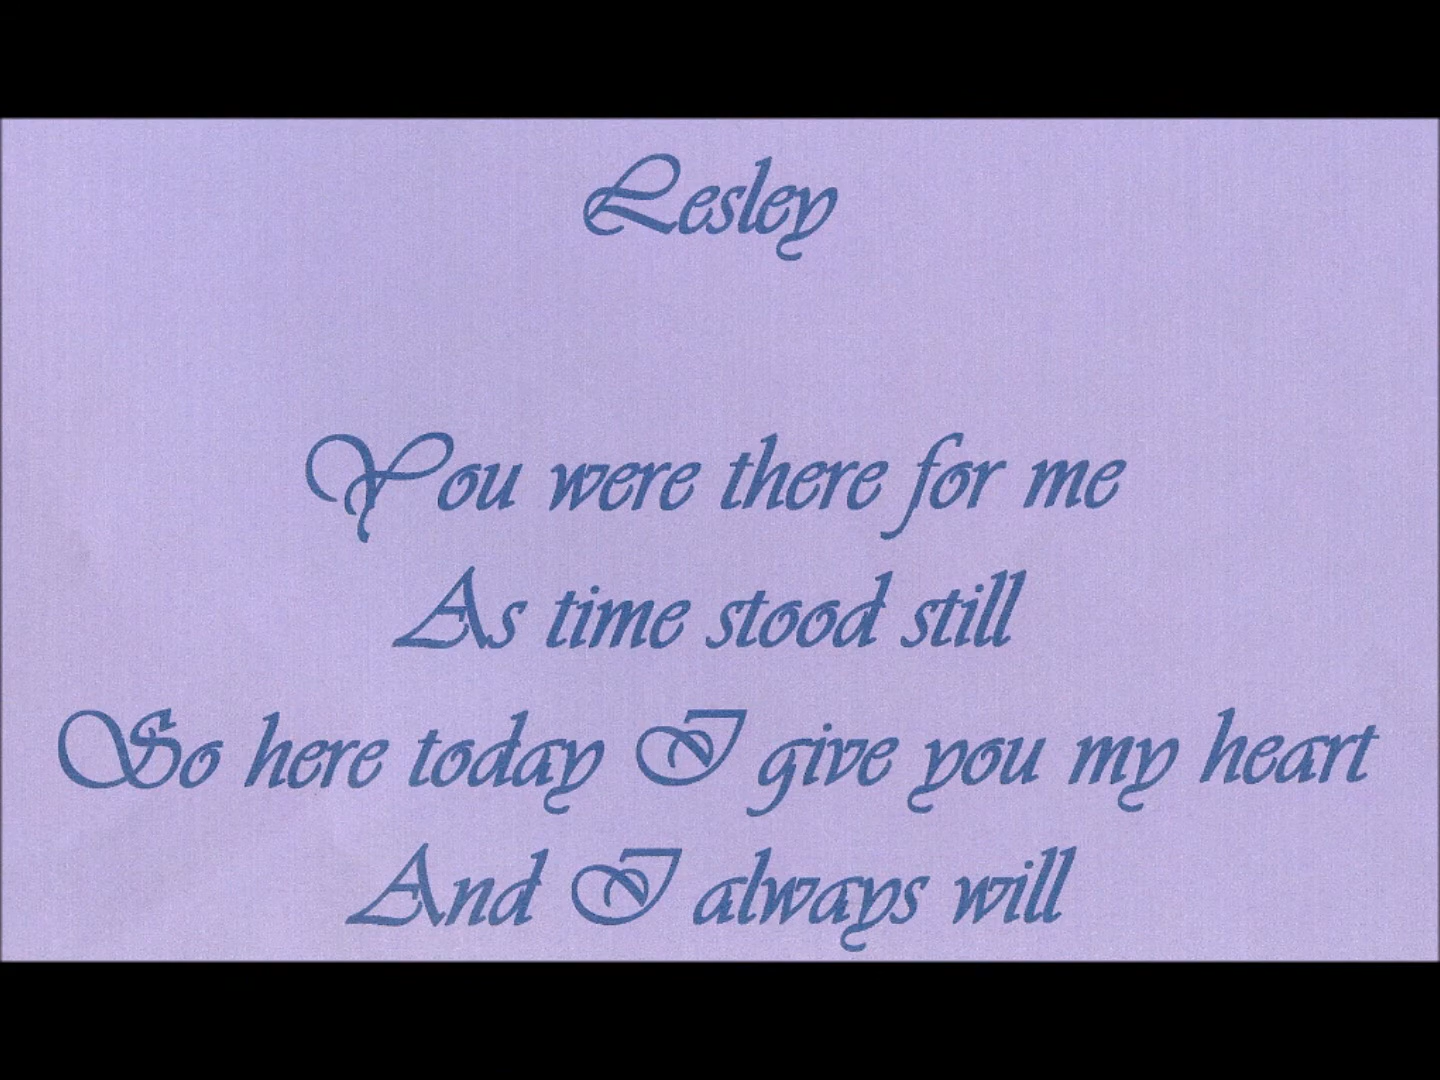 Lesley
You were there for me
As time stood still
So here today I give you my heart
And I always will